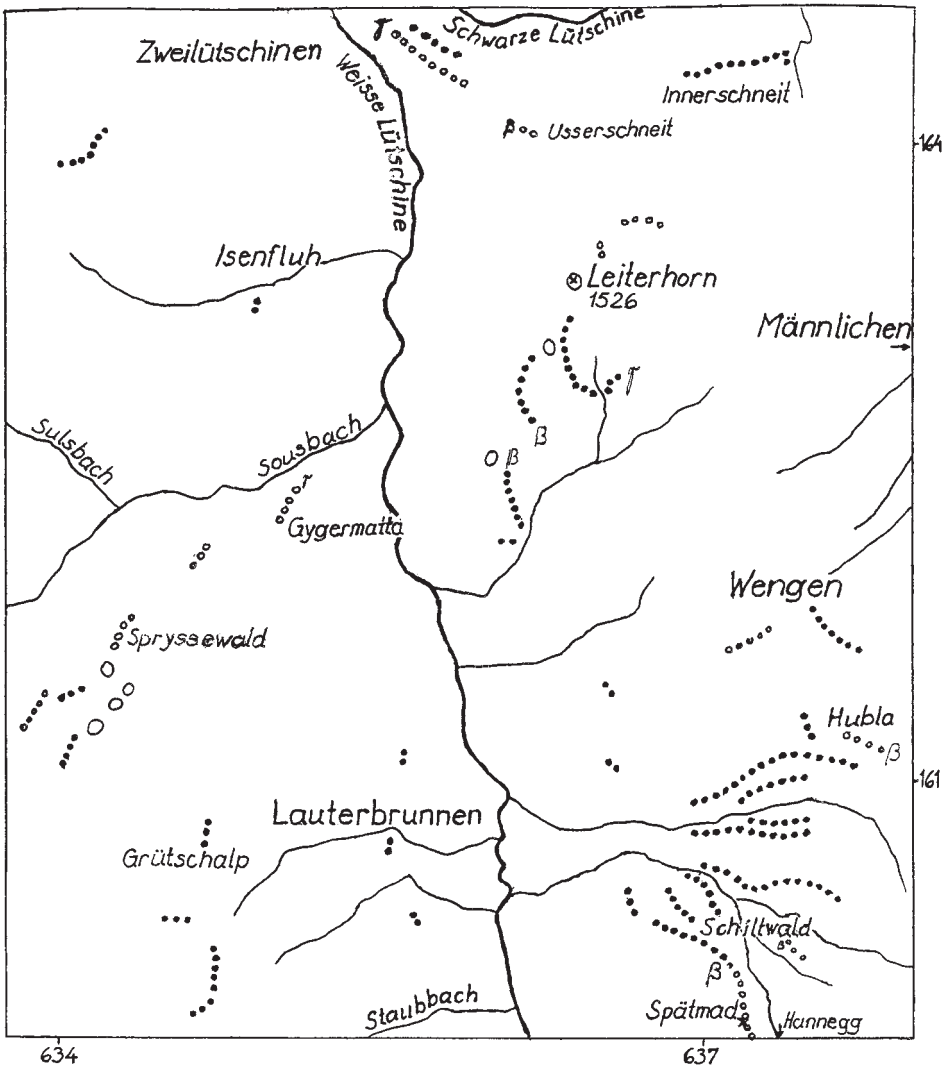 Schwarze Lütschine
γ
Zweilütschinen
Weisse Lütschine
Innerschneit
β Usserschneit
164
Isenfluh
Leiterhorn
1526
Männlichen
γ
β
β
Sulsbach
Sousbach
γ
Gygermatta
Wengen
Spryssewald
Hubla
β
161
Lauterbrunnen
Grütschalp
Schiltwald
β
β
Staubbach
Spätmad
Hannegg
634
637